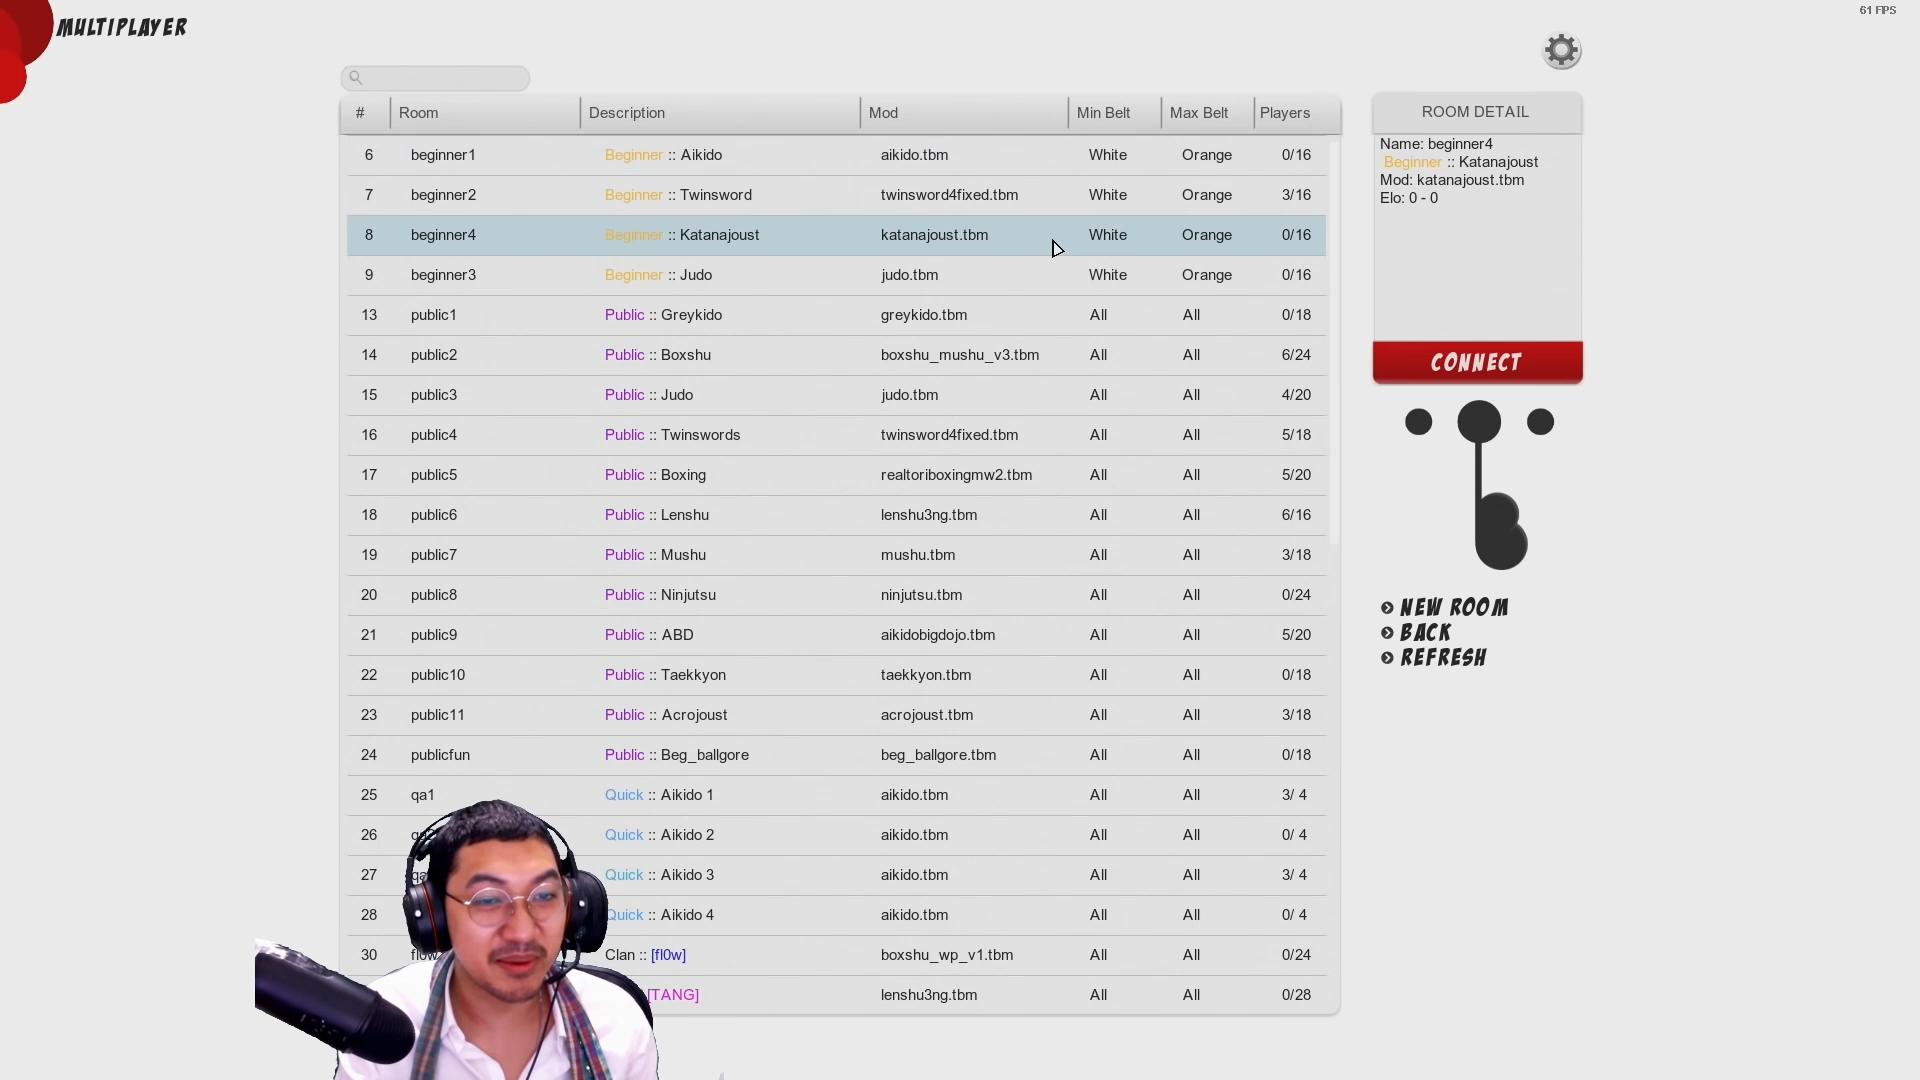 MULTIPLAYER
61 FPS
# Room Description Mod Min Belt Max Belt Players
6 beginner1 Beginner :: Aikido aikido.tbm White Orange 0/16
7 beginner2 Beginner :: Twinsword twinsword4fixed.tbm White Orange 3/16
8 beginner4 Beginner :: Katanajoust katanajoust.tbm White Orange 0/16
9 beginner3 Beginner :: Judo judo.tbm White Orange 0/16
13 public1 Public :: Greykido greykido.tbm All All 0/18
14 public2 Public :: Boxshu boxshu_mushu_v3.tbm All All 6/24
15 public3 Public :: Judo judo.tbm All All 4/20
16 public4 Public :: Twinswords twinsword4fixed.tbm All All 5/18
17 public5 Public :: Boxing realtoriboxingmw2.tbm All All 5/20
18 public6 Public :: Lenshu lenshu3ng.tbm All All 6/16
19 public7 Public :: Mushu mushu.tbm All All 3/18
20 public8 Public :: Ninjutsu ninjutsu.tbm All All 0/24
21 public9 Public :: ABD aikidobigdojo.tbm All All 5/20
22 public10 Public :: Taekkyon taekkyon.tbm All All 0/18
23 public11 Public :: Acrojoust acrojoust.tbm All All 3/18
24 publicfun Public :: Beg_ballgore beg_ballgore.tbm All All 0/18
25 qa1 Quick :: Aikido 1 aikido.tbm All All 3/ 4
26 Quick :: Aikido 2 aikido.tbm All All 0/ 4
27 Quick :: Aikido 3 aikido.tbm All All 3/ 4
28 Quick :: Aikido 4 aikido.tbm All All 0/ 4
30 fl0w Clan :: [fl0w] boxshu_wp_v1.tbm All All 0/24
[TANG] lenshu3ng.tbm All All 0/28
ROOM DETAIL
Name: beginner4
Beginner :: Katanajoust
Mod: katanajoust.tbm
Elo: 0 - 0
CONNECT
NEW ROOM
BACK
REFRESH